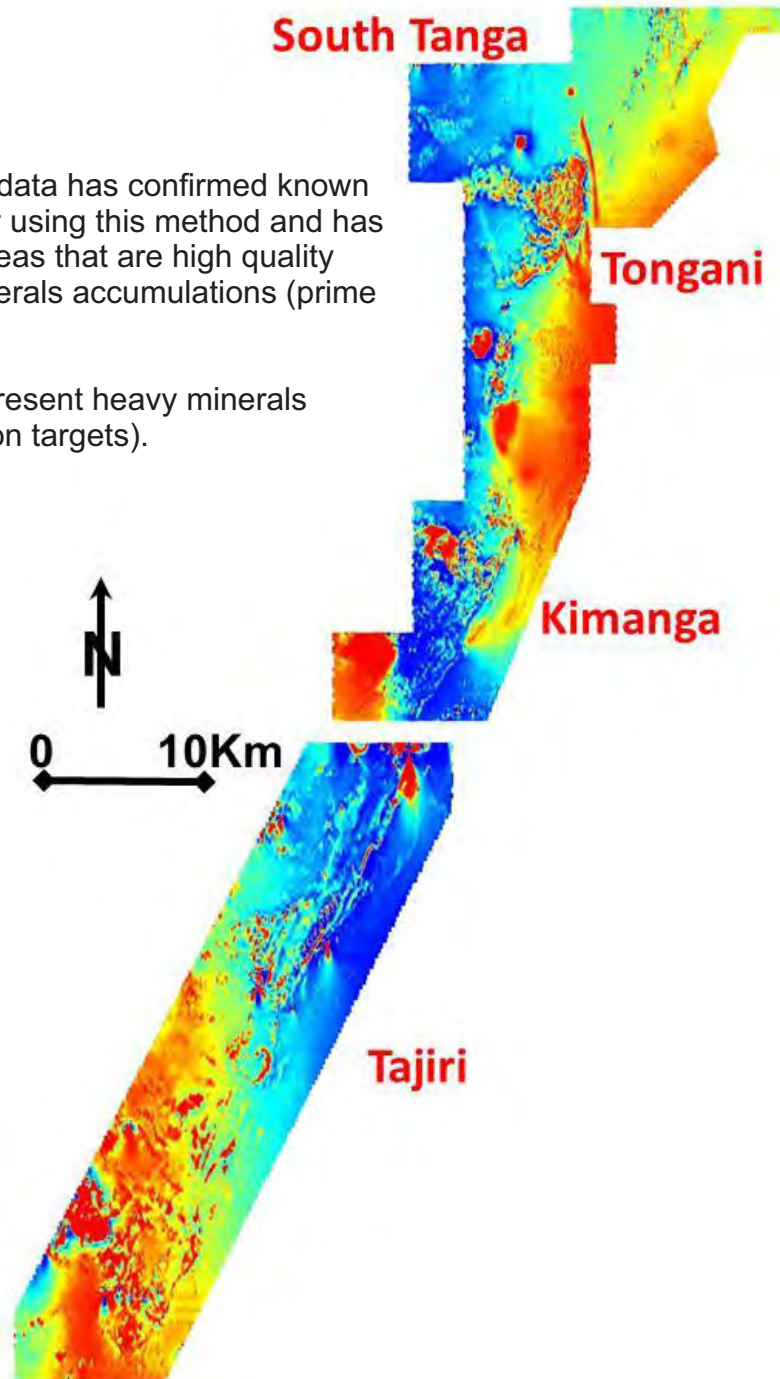 South Tanga
data has confirmed known
using this method and has
eas that are high quality
erals accumulations (prime
Tongani
resent heavy minerals
on targets).
Kimanga
N
0 10Km
Tajiri